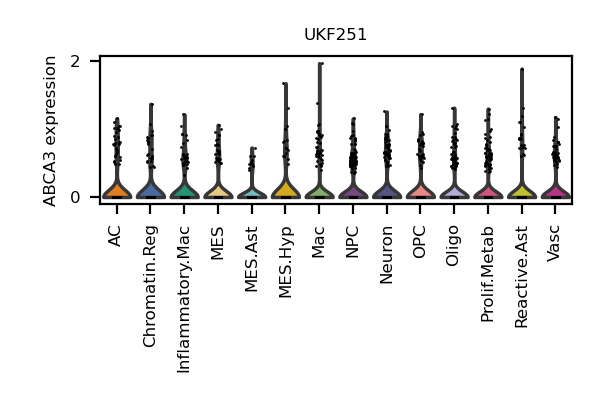 UKF251
ABCA3 expression
2
0
AC
Chromatin.Reg
Inflammatory.Mac
MES
MES.Ast
MES.Hyp
Mac
NPC
Neuron
OPC
Oligo
Prolif.Metab
Reactive.Ast
Vasc